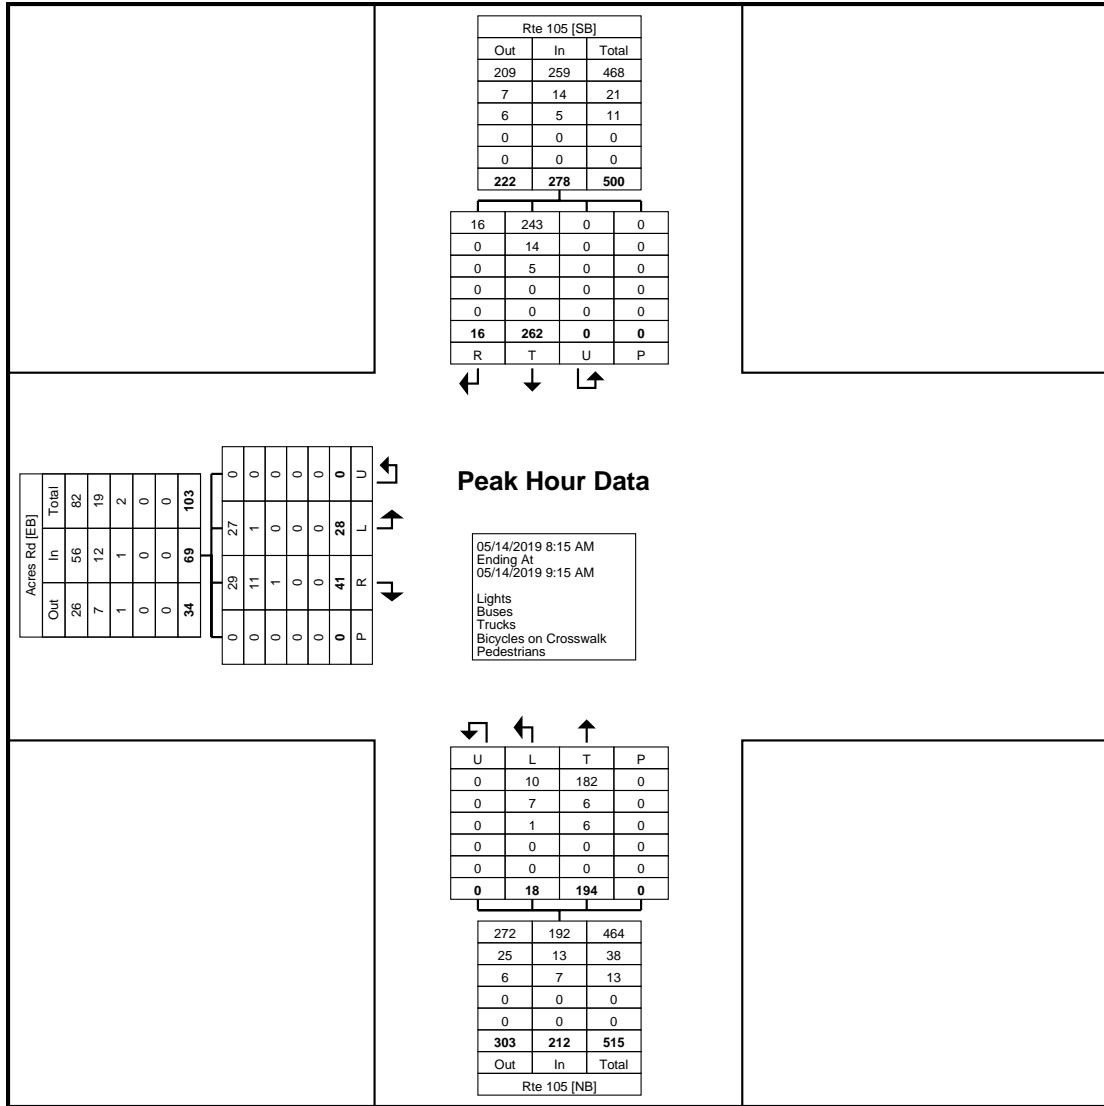 Rte 105 [SB]
Out In Total
209 259 468
7 14 21
6 5 11
0 0 0
0 0 0
222 278 500
16 243 0 0
0 14 0 0
0 5 0 0
0 0 0 0
0 0 0 0
16 262 0 0
R T U P
Acres Rd [EB]
Out In Total
26 56 82
7 12 19
1 1 2
0 0 0
0 0 0
34 69 103
0 29 27 0
0 11 1 0
0 1 0 0
0 0 0 0
0 0 0 0
0 41 28 0
P R L U
Peak Hour Data
05/14/2019 8:15 AM
Ending At
05/14/2019 9:15 AM
Lights
Buses
Trucks
Bicycles on Crosswalk
Pedestrians
U L T P
0 10 182 0
0 7 6 0
0 1 6 0
0 0 0 0
0 0 0 0
0 18 194 0
272 192 464
25 13 38
6 7 13
0 0 0
0 0 0
303 212 515
Out In Total
Rte 105 [NB]